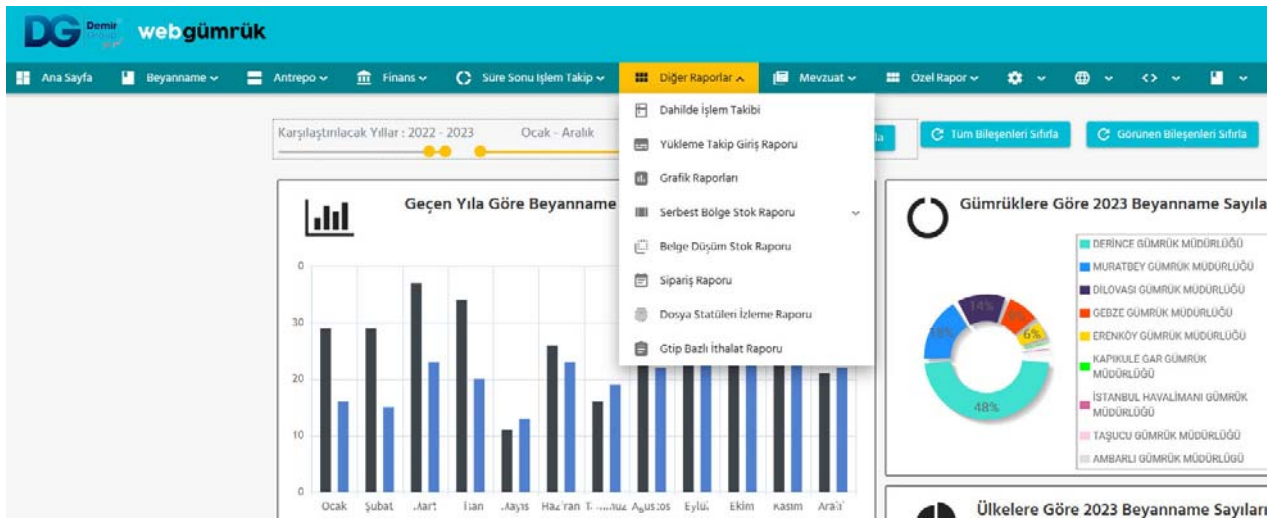 DG Demir
Group
webgümrük
Ana Sayfa
Beyanname
Antrepo
Finans
Süre Sonu İşlem Takip
Diğer Raporlar
Mevzuat
Özel Rapor
Karşılaştırılacak Yıllar : 2022 - 2023
Ocak - Aralık
Tüm Bileşenleri Sıfırla
Görünen Bileşenleri Sıfırla
Dahilde İşlem Takibi
Yükleme Takip Giriş Raporu
Grafik Raporları
Serbest Bölge Stok Raporu
Belge Düşüm Stok Raporu
Sipariş Raporu
Dosya Statüleri İzleme Raporu
Gtip Bazlı İthalat Raporu
Geçen Yıla Göre Beyanname
0
30
20
10
0
Ocak Şubat Mart Haziran Ağustos Eylül Ekim Kasım Aralık
Gümrüklere Göre 2023 Beyanname Sayıla
DERİNCE GÜMRÜK MÜDÜRLÜĞÜ
MURATBEY GÜMRÜK MÜDÜRLÜĞÜ
DİLOVASI GÜMRÜK MÜDÜRLÜĞÜ
GEBZE GÜMRÜK MÜDÜRLÜĞÜ
ERENKÖY GÜMRÜK MÜDÜRLÜĞÜ
KAPIKULE GAR GÜMRÜK
MÜDÜRLÜĞÜ
İSTANBUL HAVALİMANI GÜMRÜK
MÜDÜRLÜĞÜ
TAŞUCU GÜMRÜK MÜDÜRLÜĞÜ
AMBARLI GÜMRÜK MÜDÜRLÜĞÜ
14%
6%
48%
Ülkelere Göre 2023 Beyanname Sayıları